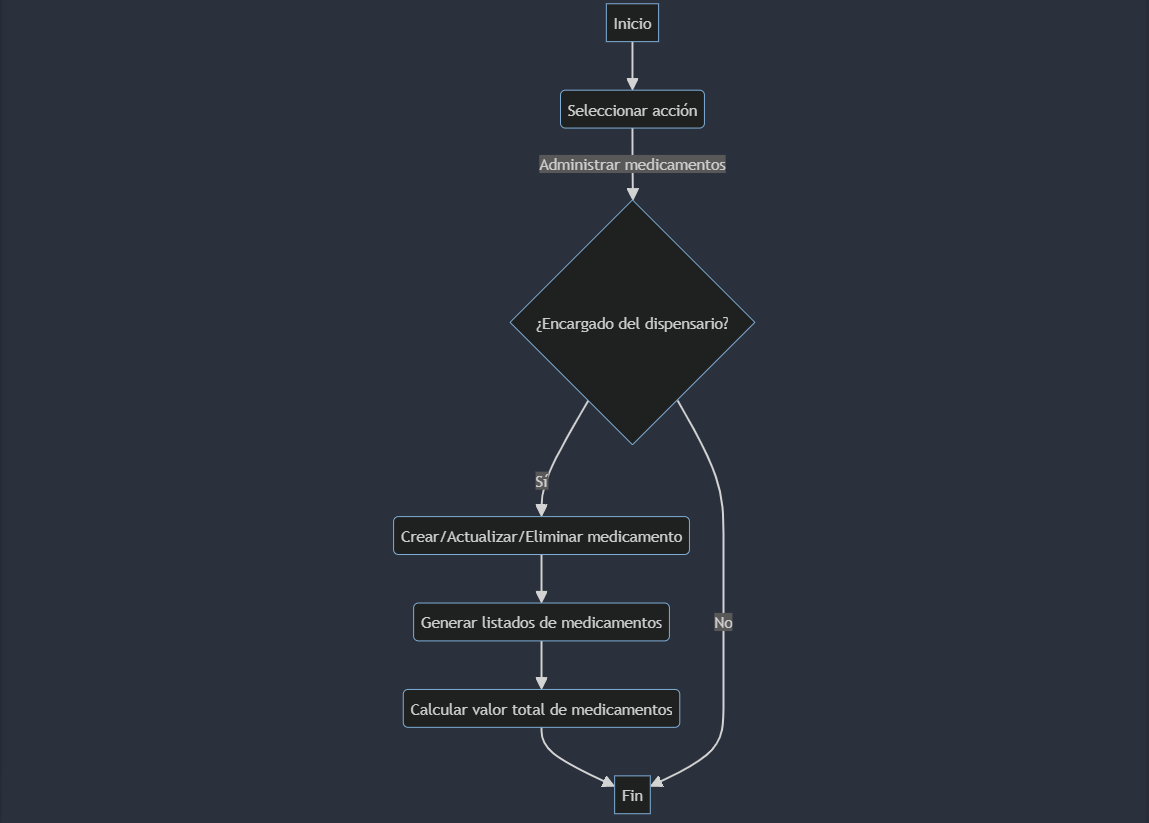 Inicio
Seleccionar acción
Administrar medicamentos
¿Encargado del dispensario?
Sí
Crear/Actualizar/Eliminar medicamento
Generar listados de medicamentos
No
Calcular valor total de medicamentos
Fin